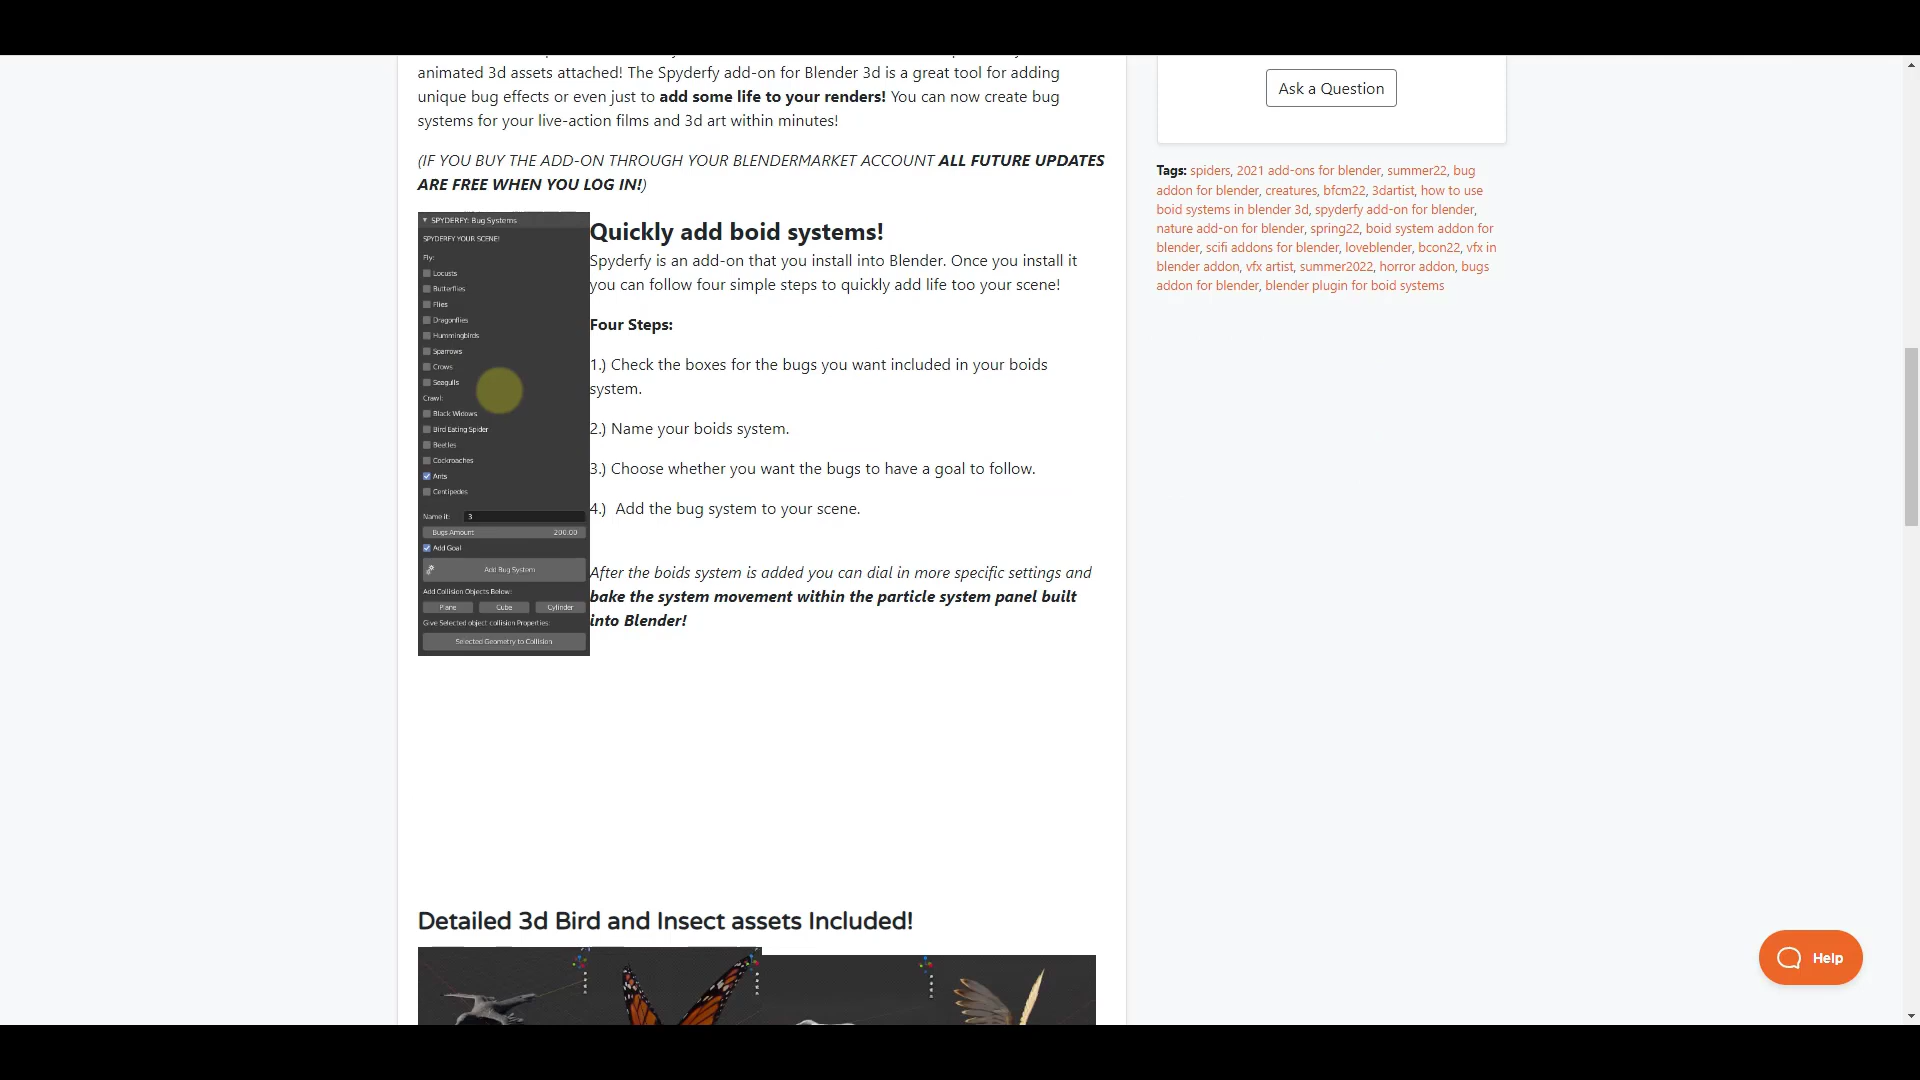 animated 3d assets attached! The Spyderfy add-on for Blender 3d is a great tool for adding
unique bug effects or even just to add some life to your renders! You can now create bug
systems for your live-action films and 3d art within minutes!
(IF YOU BUY THE ADD-ON THROUGH YOUR BLENDERMARKET ACCOUNT ALL FUTURE UPDATES
ARE FREE WHEN YOU LOG IN!)
SPYDERFY: Bug Systems
SPYDERFY YOUR SCENE!
Fly:
Locusts
Butterflies
Flies
Dragonflies
Hummingbirds
Sparrows
Crows
Seagulls
Crawl:
Black Widows
Bird Eating Spider
Beetles
Cockroaches
Ants
Centipedes
Name it: 3
Bugs Amount 200.00
Add Goal
Add Bug System
Add Collision Objects Below:
Plane Cube Cylinder
Give Selected object collision Properties:
Selected Geometry to Collision
Quickly add boid systems!
Spyderfy is an add-on that you install into Blender. Once you install it
you can follow four simple steps to quickly add life too your scene!
Four Steps:
1.) Check the boxes for the bugs you want included in your boids
system.
2.) Name your boids system.
3.) Choose whether you want the bugs to have a goal to follow.
4.) Add the bug system to your scene.
After the boids system is added you can dial in more specific settings and
bake the system movement within the particle system panel built
into Blender!
Detailed 3d Bird and Insect assets Included!
Ask a Question
Tags: spiders, 2021 add-ons for blender, summer22, bug
addon for blender, creatures, bfcm22, 3dartist, how to use
boid systems in blender 3d, spyderfy add-on for blender,
nature add-on for blender, spring22, boid system addon for
blender, scifi addons for blender, loveblender, bcon22, vfx in
blender addon, vfx artist, summer2022, horror addon, bugs
addon for blender, blender plugin for boid systems
Help